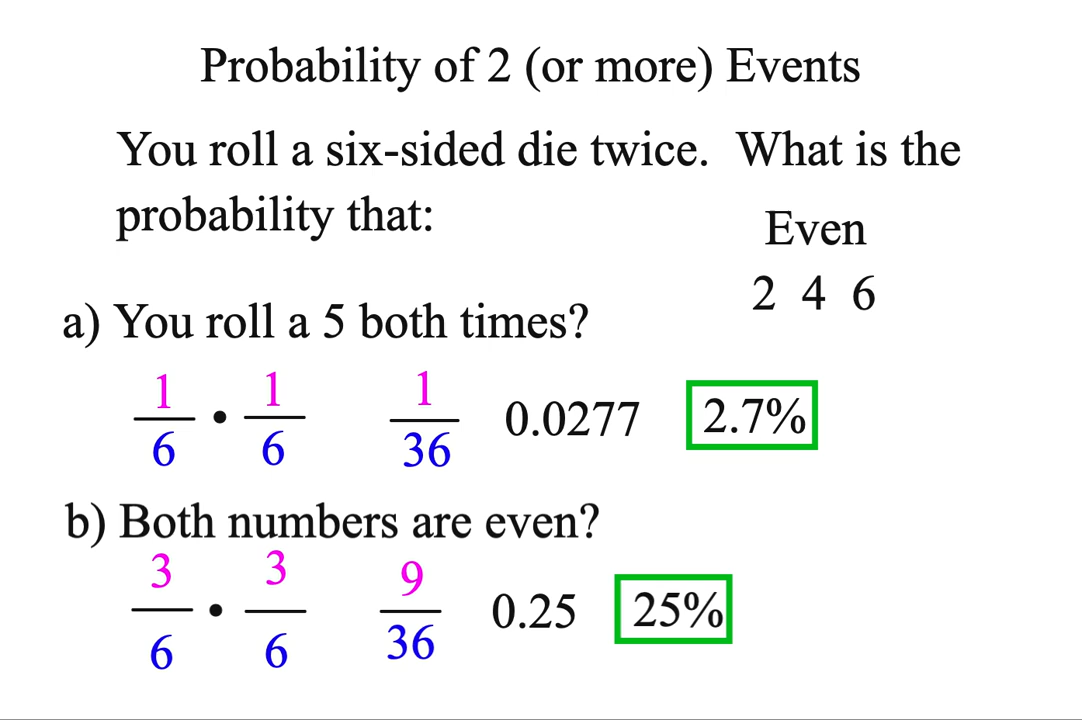 Probability of 2 (or more) Events
You roll a six-sided die twice. What is the
probability that:
Even
2 4 6
a) You roll a 5 both times?
1/6 • 1/6 1/36 0.0277 2.7%
b) Both numbers are even?
3/6 • 3/6 9/36 0.25 25%